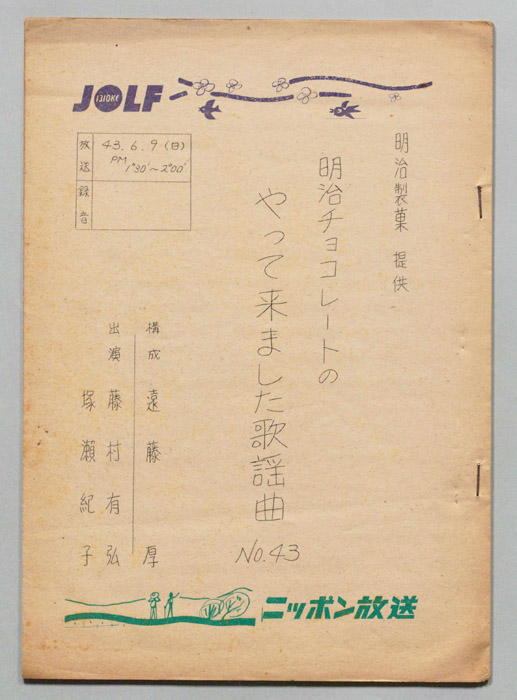 JOLF
1310KC
放送 43.6.9(日)
PM 1°30'~2°00'
録音
明治製菓 提供
明治チョコレートの
やって来ました歌謡曲
No.43
構成 遠藤 厚
出演 藤村有弘
塚瀬紀子
ニッポン放送